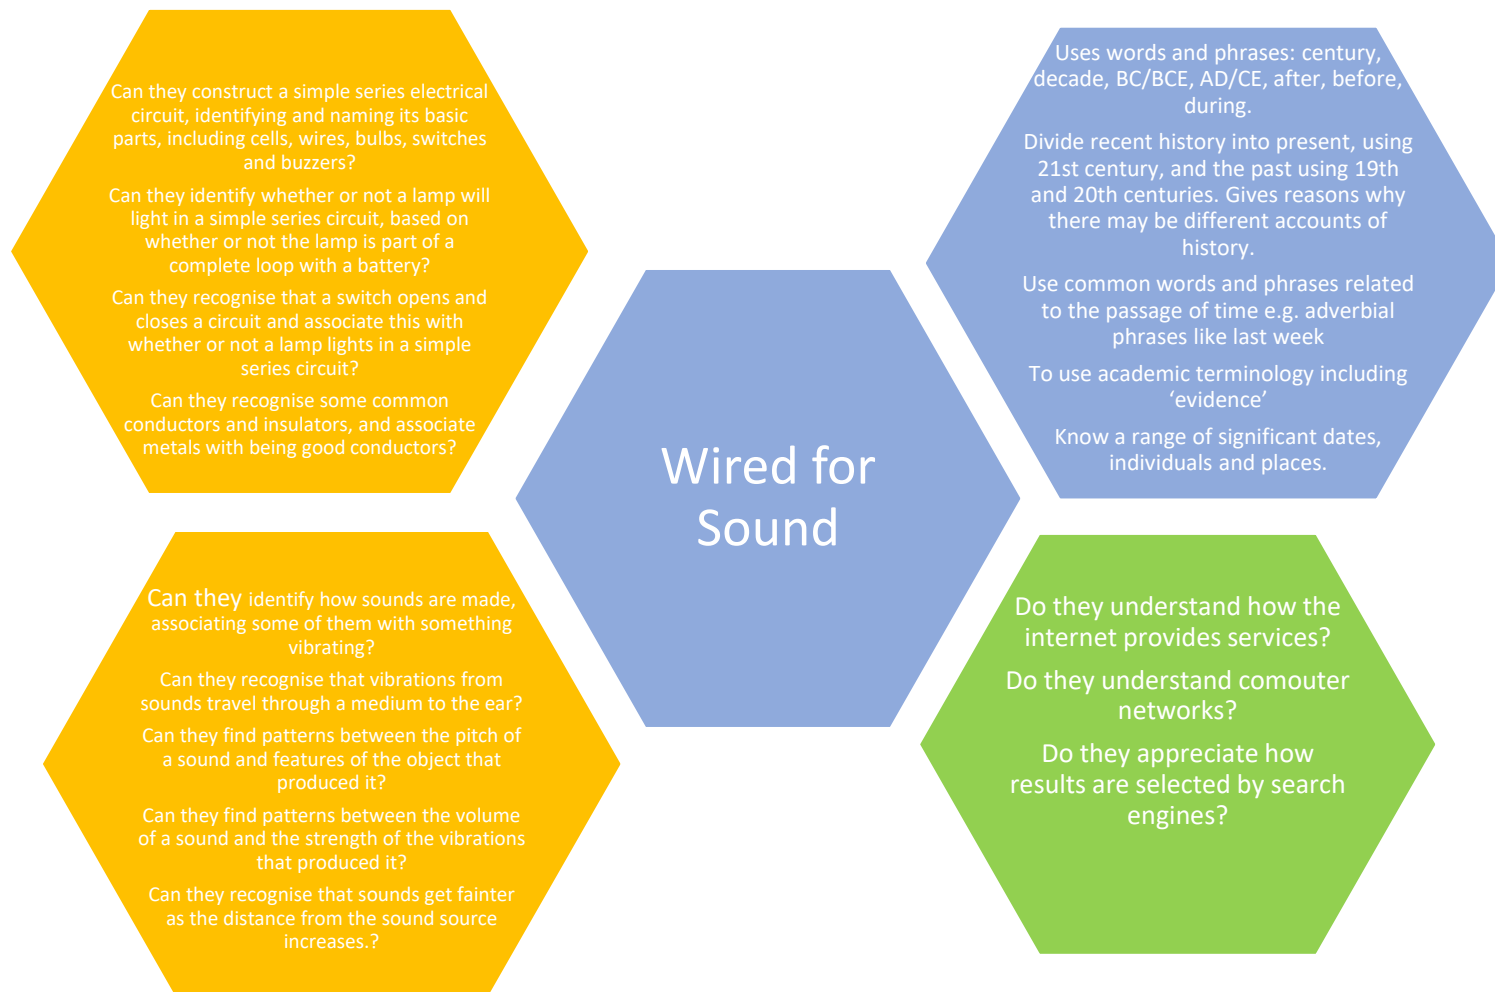 Can they construct a simple series electrical
circuit, identifying and naming its basic
parts, including cells, wires, bulbs, switches
and buzzers?
Can they identify whether or not a lamp will
light in a simple series circuit, based on
whether or not the lamp is part of a
complete loop with a battery?
Can they recognise that a switch opens and
closes a circuit and associate this with
whether or not a lamp lights in a simple
series circuit?
Can they recognise some common
conductors and insulators, and associate
metals with being good conductors?
Uses words and phrases: century,
decade, BC/BCE, AD/CE, after, before,
during.
Divide recent history into present, using
21st century, and the past using 19th
and 20th centuries. Gives reasons why
there may be different accounts of
history.
Use common words and phrases related
to the passage of time e.g. adverbial
phrases like last week
To use academic terminology including
‘evidence’
Know a range of significant dates,
individuals and places.
Wired for
Sound
Can they identify how sounds are made,
associating some of them with something
vibrating?
Can they recognise that vibrations from
sounds travel through a medium to the ear?
Can they find patterns between the pitch of
a sound and features of the object that
produced it?
Can they find patterns between the volume
of a sound and the strength of the vibrations
that produced it?
Can they recognise that sounds get fainter
as the distance from the sound source
increases.?
Do they understand how the
internet provides services?
Do they understand comouter
networks?
Do they appreciate how
results are selected by search
engines?